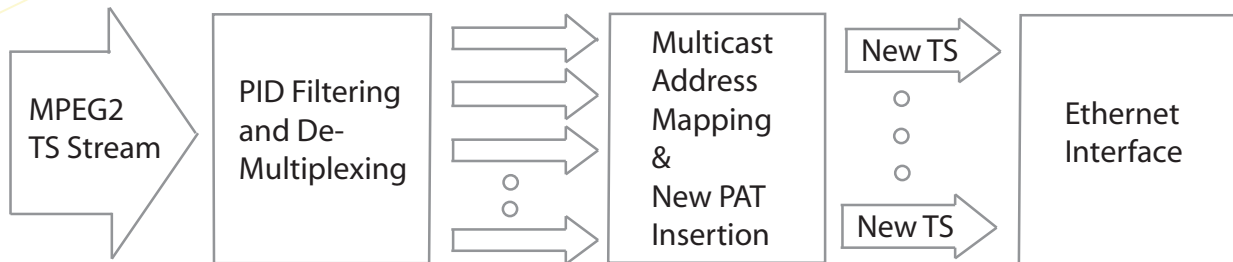 MPEG2
TS Stream
PID Filtering
and De-
Multiplexing
Multicast
Address
Mapping
&
New PAT
Insertion
New TS
New TS
Ethernet
Interface